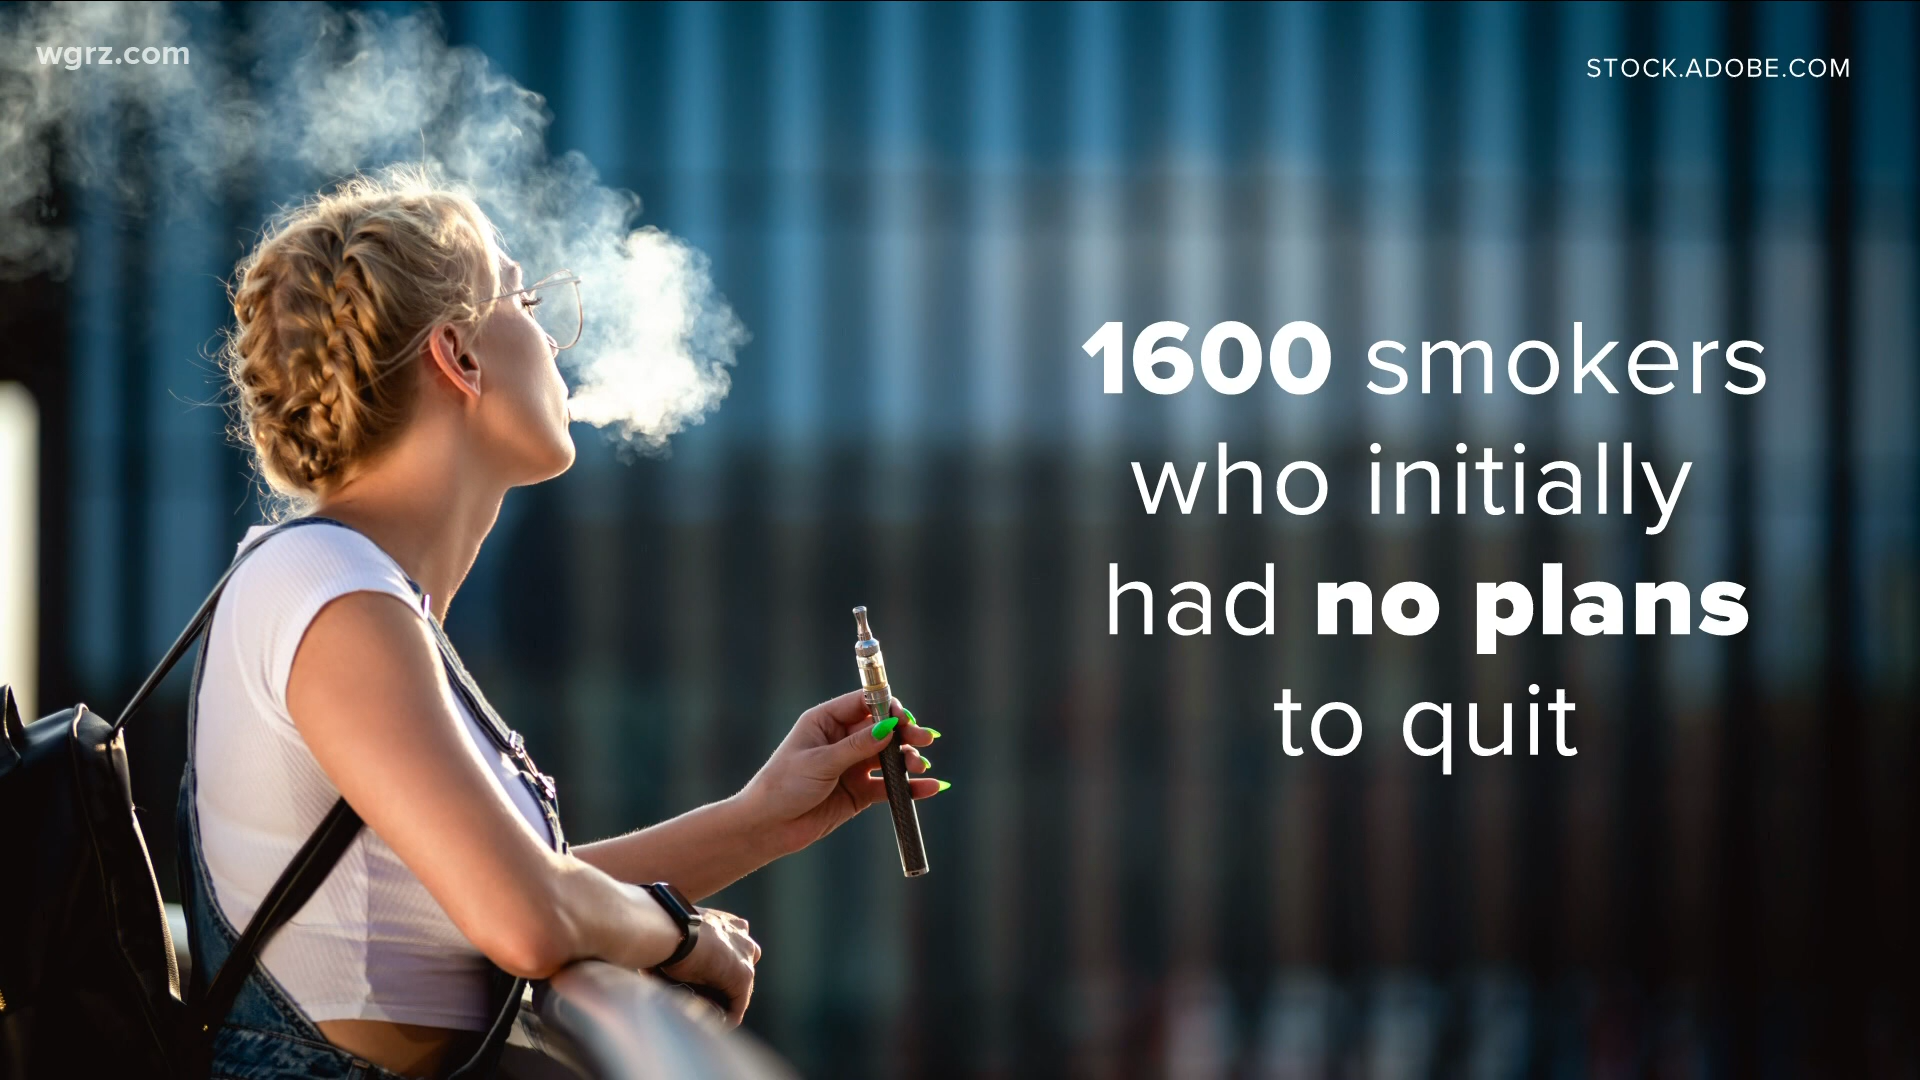 wgrz.com
STOCK.ADOBE.COM
1600 smokers
who initially
had no plans
to quit